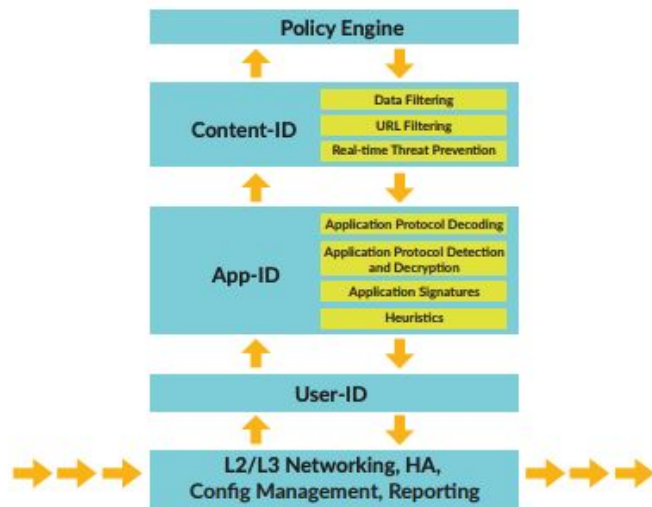 Policy Engine
Content-ID
Data Filtering
URL Filtering
Real-time Threat Prevention
App-ID
Application Protocol Decoding
Application Protocol Detection
and Decryption
Application Signatures
Heuristics
User-ID
L2/L3 Networking, HA,
Config Management, Reporting